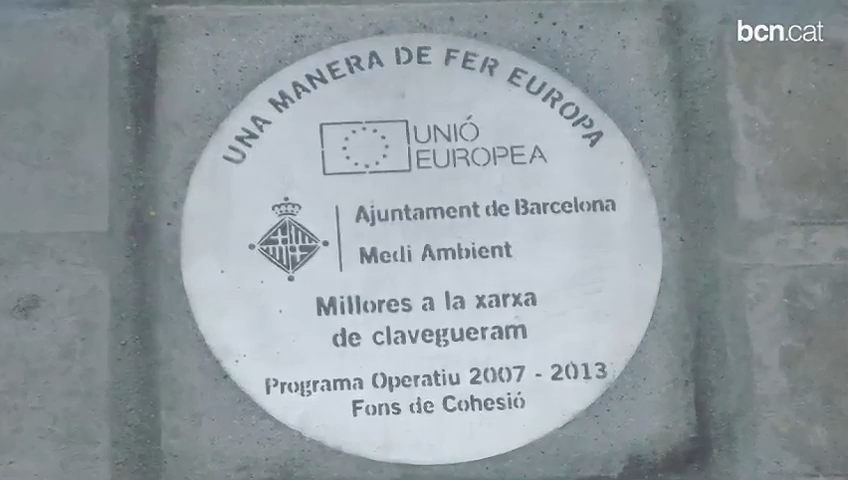 bcn.cat
UNA MANERA DE FER EUROPA
UNIÓ
EUROPEA
Ajuntament de Barcelona
Medi Ambient
Millores a la xarxa
de clavegueram
Programa Operatiu 2007 - 2013
Fons de Cohesió